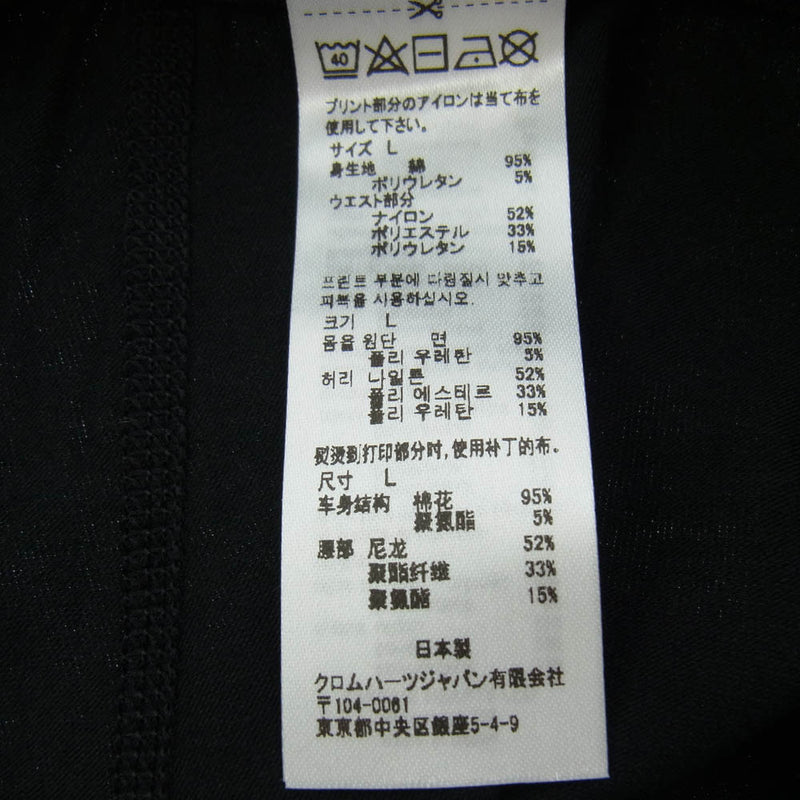 40
プリント部分のアイロンは当て布を
使用して下さい。
サイズ L
身生地 綿 95%
ポリウレタン 5%
ウエスト部分
ナイロン 52%
ポリエステル 33%
ポリウレタン 15%
프린트 부분에 다림질시 맞추고
피복을 사용하십시오.
크기 L
몸을 원단 면 95%
폴리 우레탄 5%
허리 나일론 52%
폴리 에스테르 33%
폴리 우레탄 15%
熨烫到打印部分时,使用补丁的布。
尺寸 L
车身结构 棉花 95%
聚氨酯 5%
腰部 尼龙 52%
聚酯纤维 33%
聚氨酯 15%
日本製
クロムハーツジャパン有限会社
〒104-0061
東京都中央区銀座5-4-9